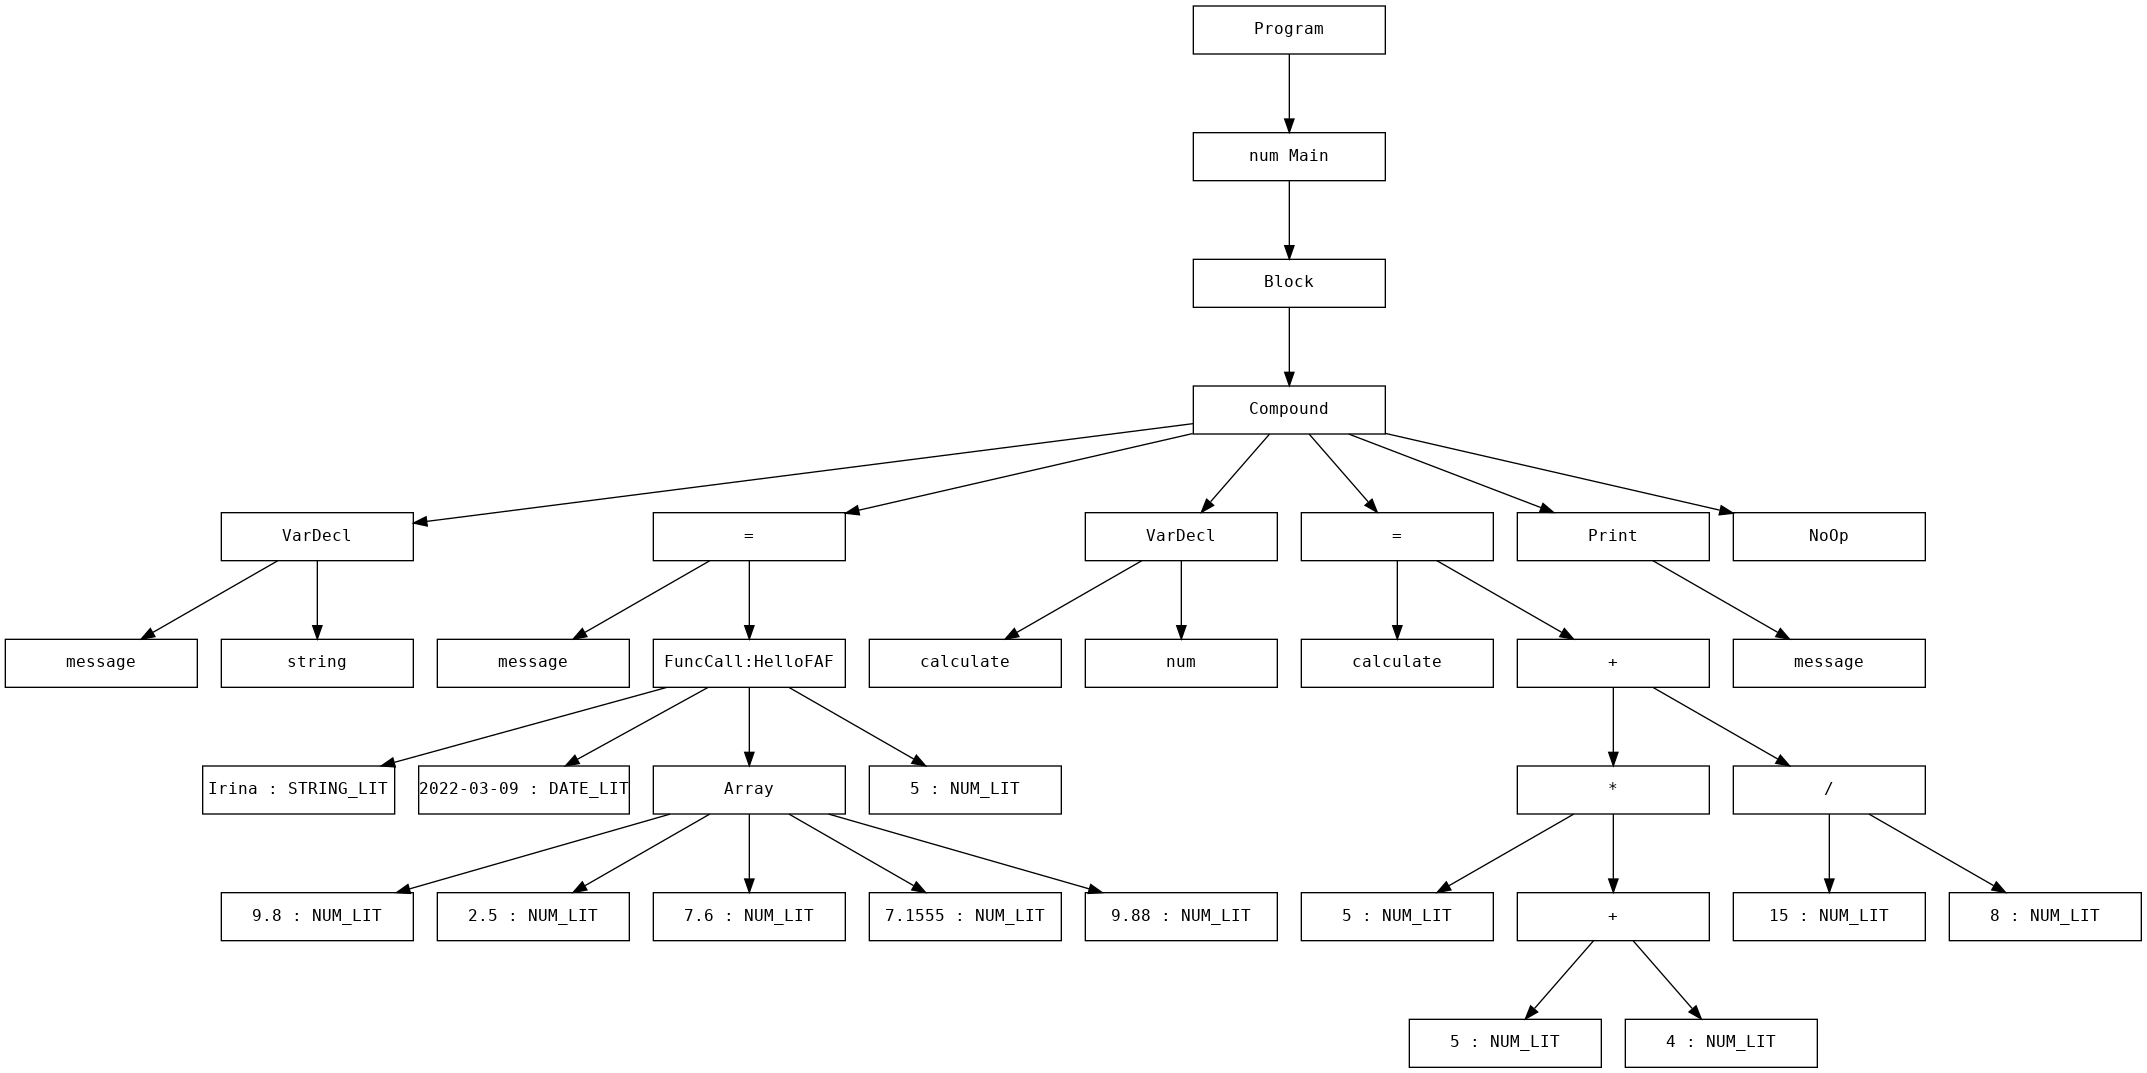 Program
num Main
Block
Compound
VarDecl
=
VarDecl
=
Print
NoOp
message
string
message
FuncCall:HelloFAF
calculate
num
calculate
+
message
Irina : STRING_LIT
2022-03-09 : DATE_LIT
Array
5 : NUM_LIT
*
/
9.8 : NUM_LIT
2.5 : NUM_LIT
7.6 : NUM_LIT
7.1555 : NUM_LIT
9.88 : NUM_LIT
5 : NUM_LIT
+
15 : NUM_LIT
8 : NUM_LIT
5 : NUM_LIT
4 : NUM_LIT